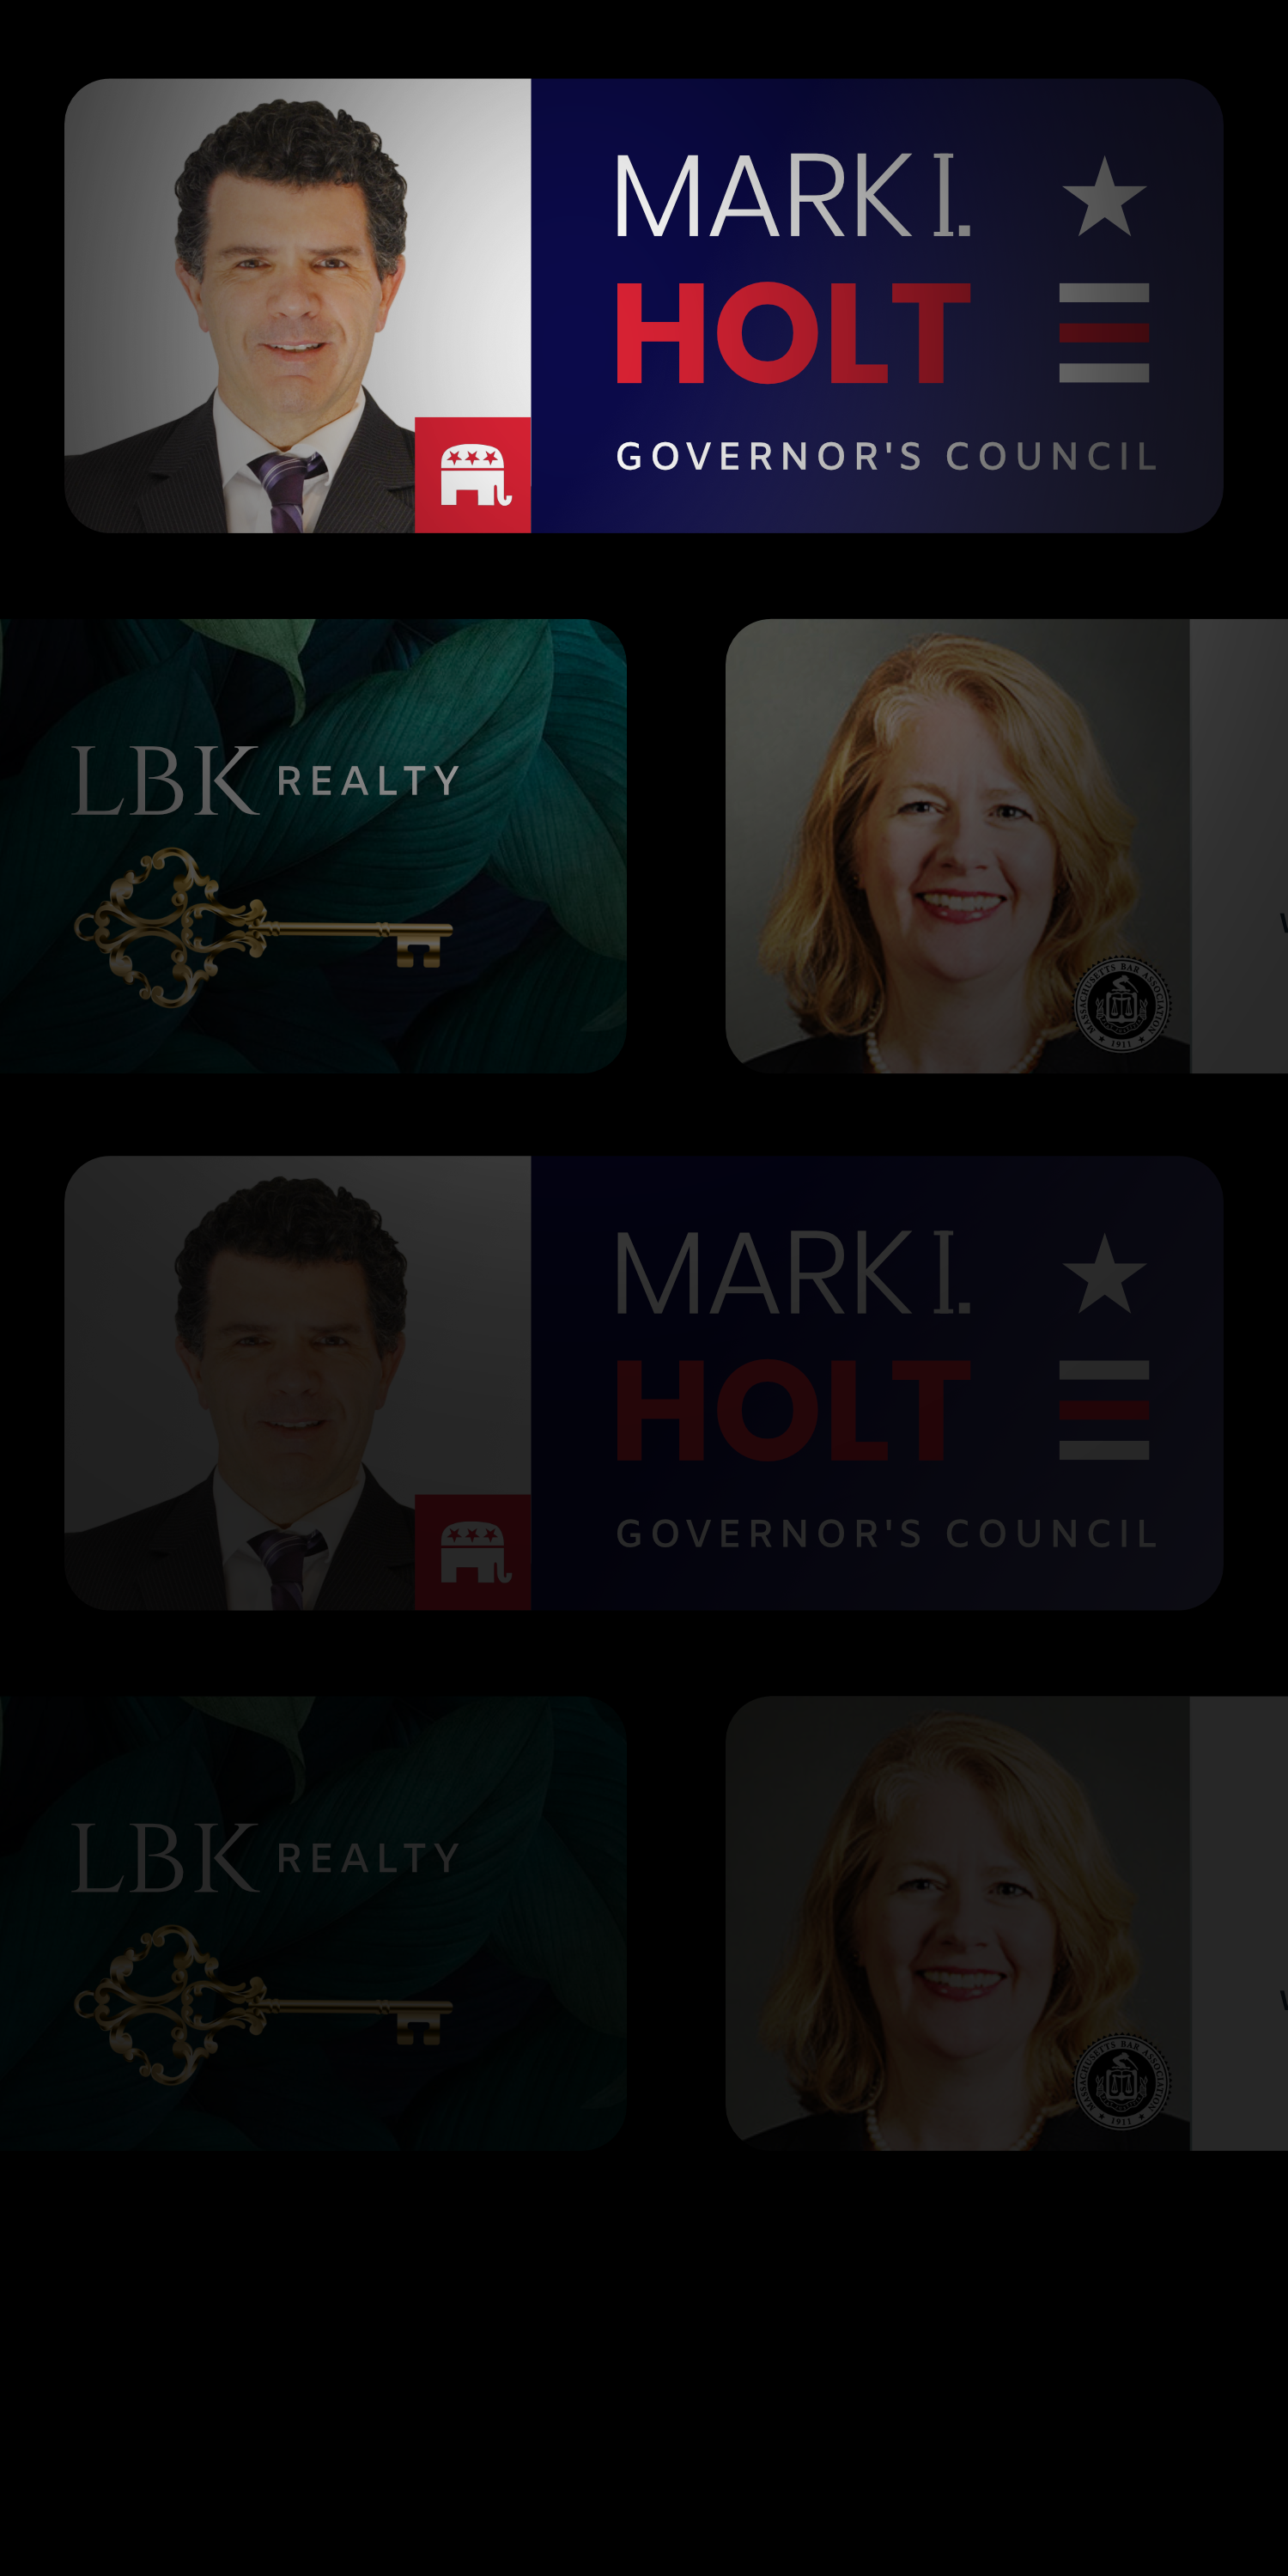 MARK I.
HOLT
GOVERNOR'S COUNCIL
LBK REALTY
MASSACHUSETTS BAR ASSOCIATION
1911
MARK I.
HOLT
GOVERNOR'S COUNCIL
LBK REALTY
MASSACHUSETTS BAR ASSOCIATION
1911